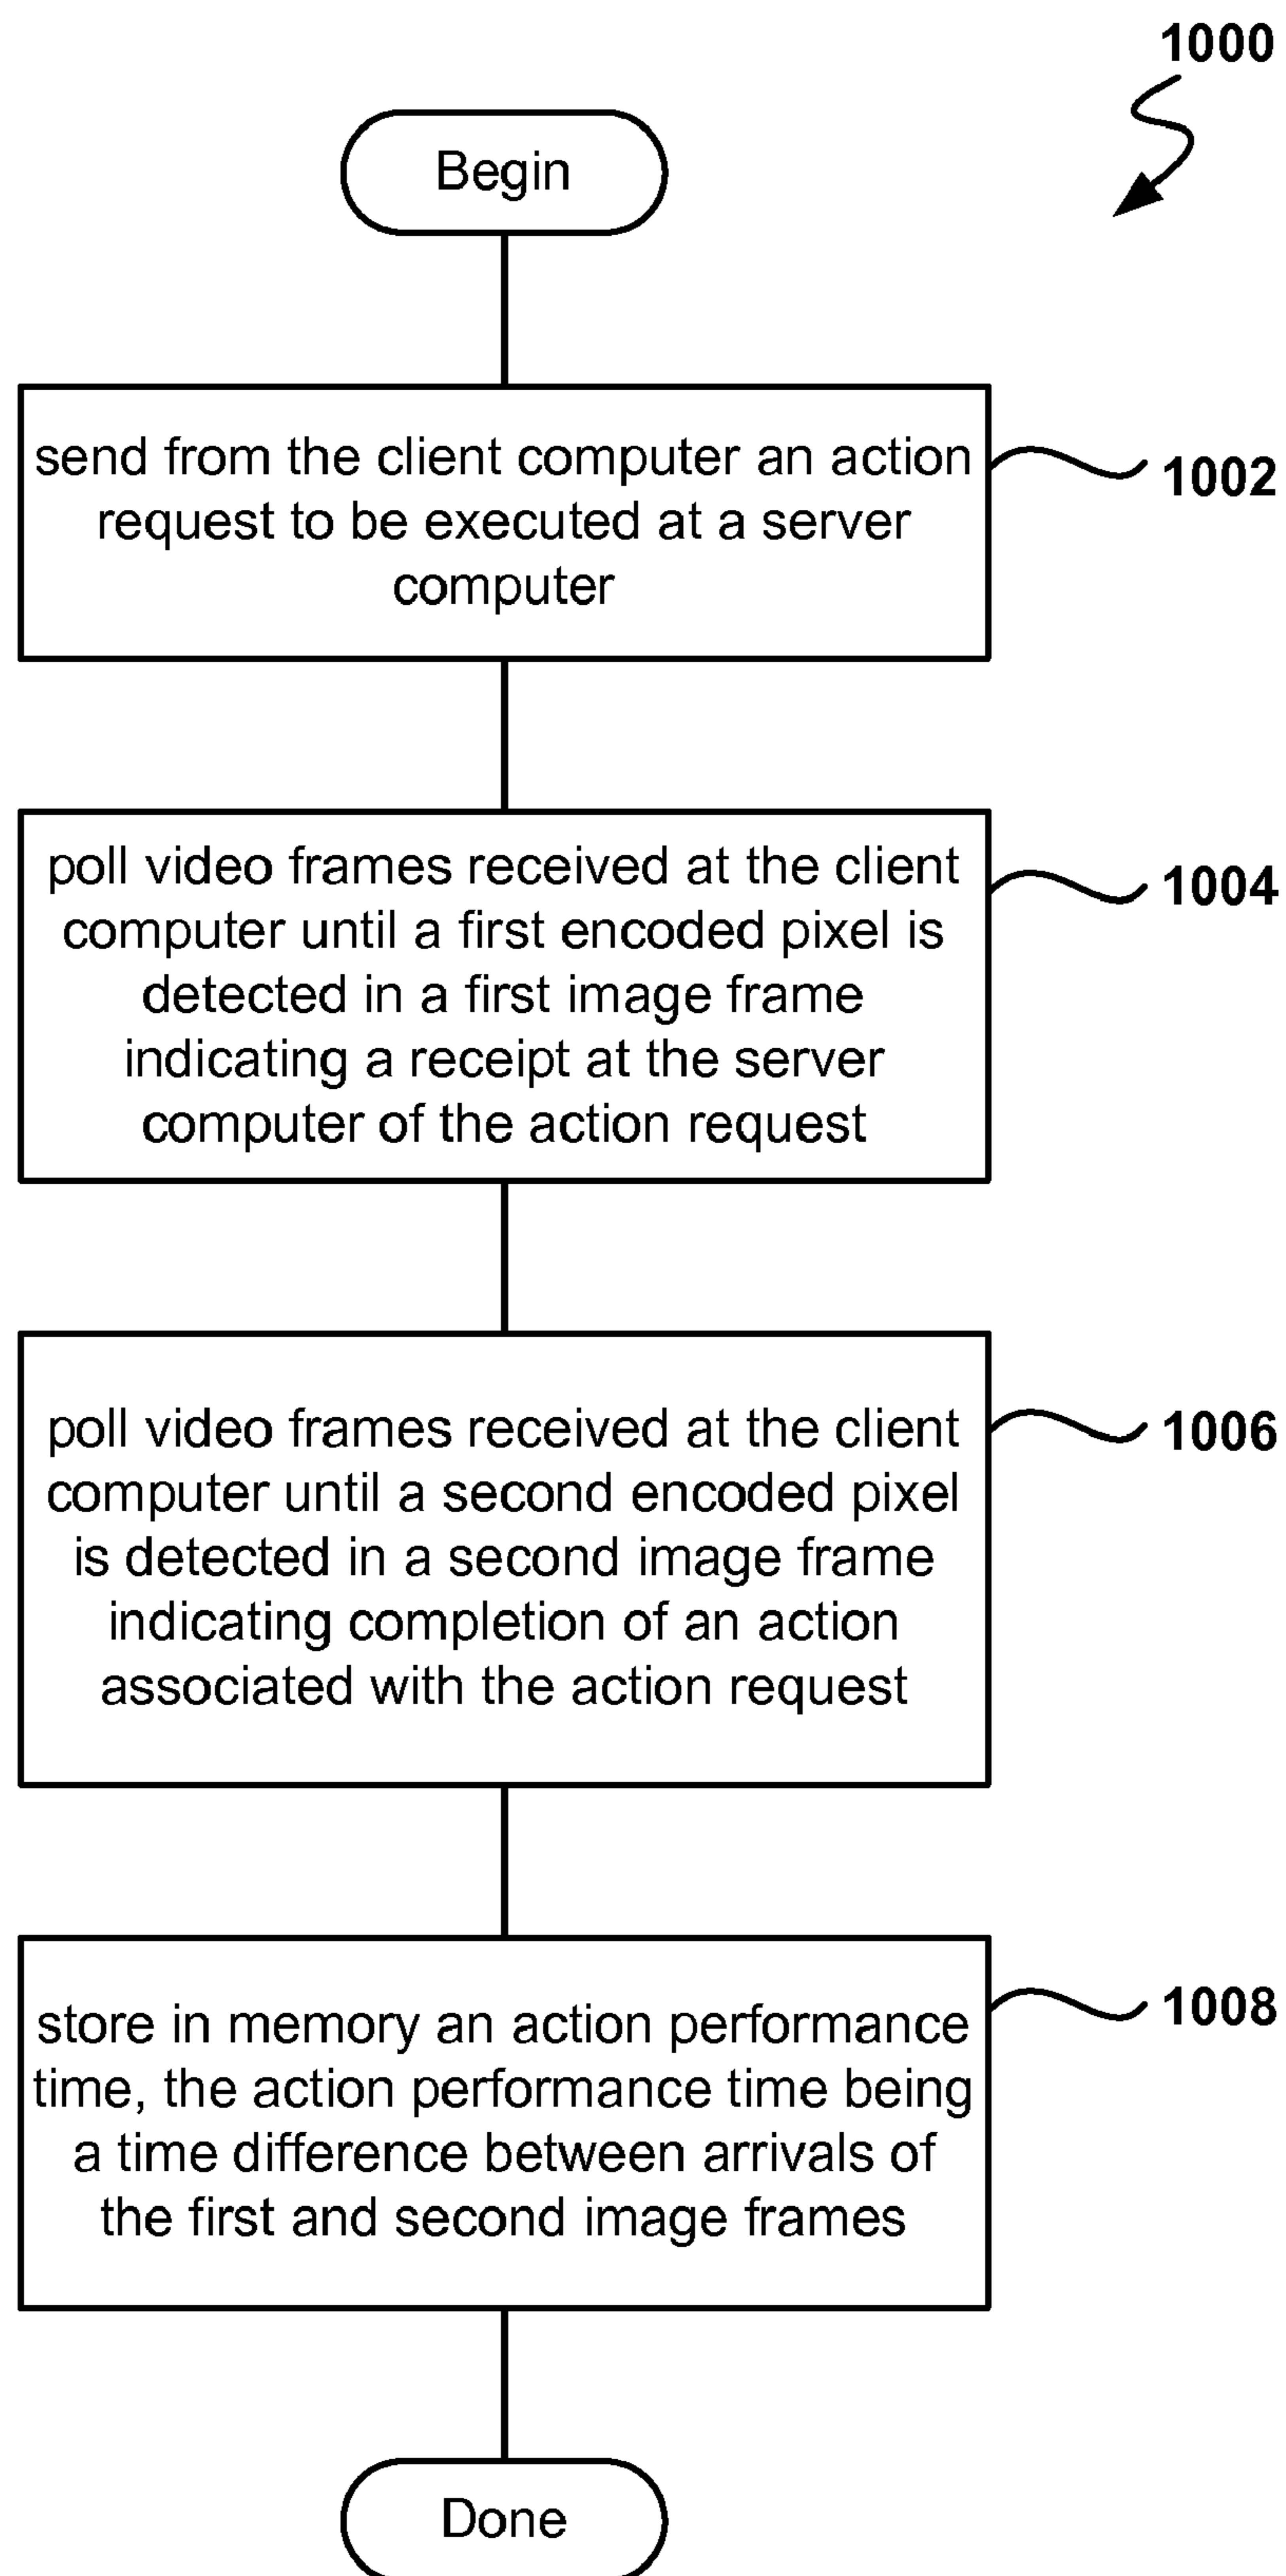 1000
Begin
send from the client computer an action
request to be executed at a server
computer
1002
poll video frames received at the client
computer until a first encoded pixel is
detected in a first image frame
indicating a receipt at the server
computer of the action request
1004
poll video frames received at the client
computer until a second encoded pixel
is detected in a second image frame
indicating completion of an action
associated with the action request
1006
store in memory an action performance
time, the action performance time being
a time difference between arrivals of
the first and second image frames
1008
Done